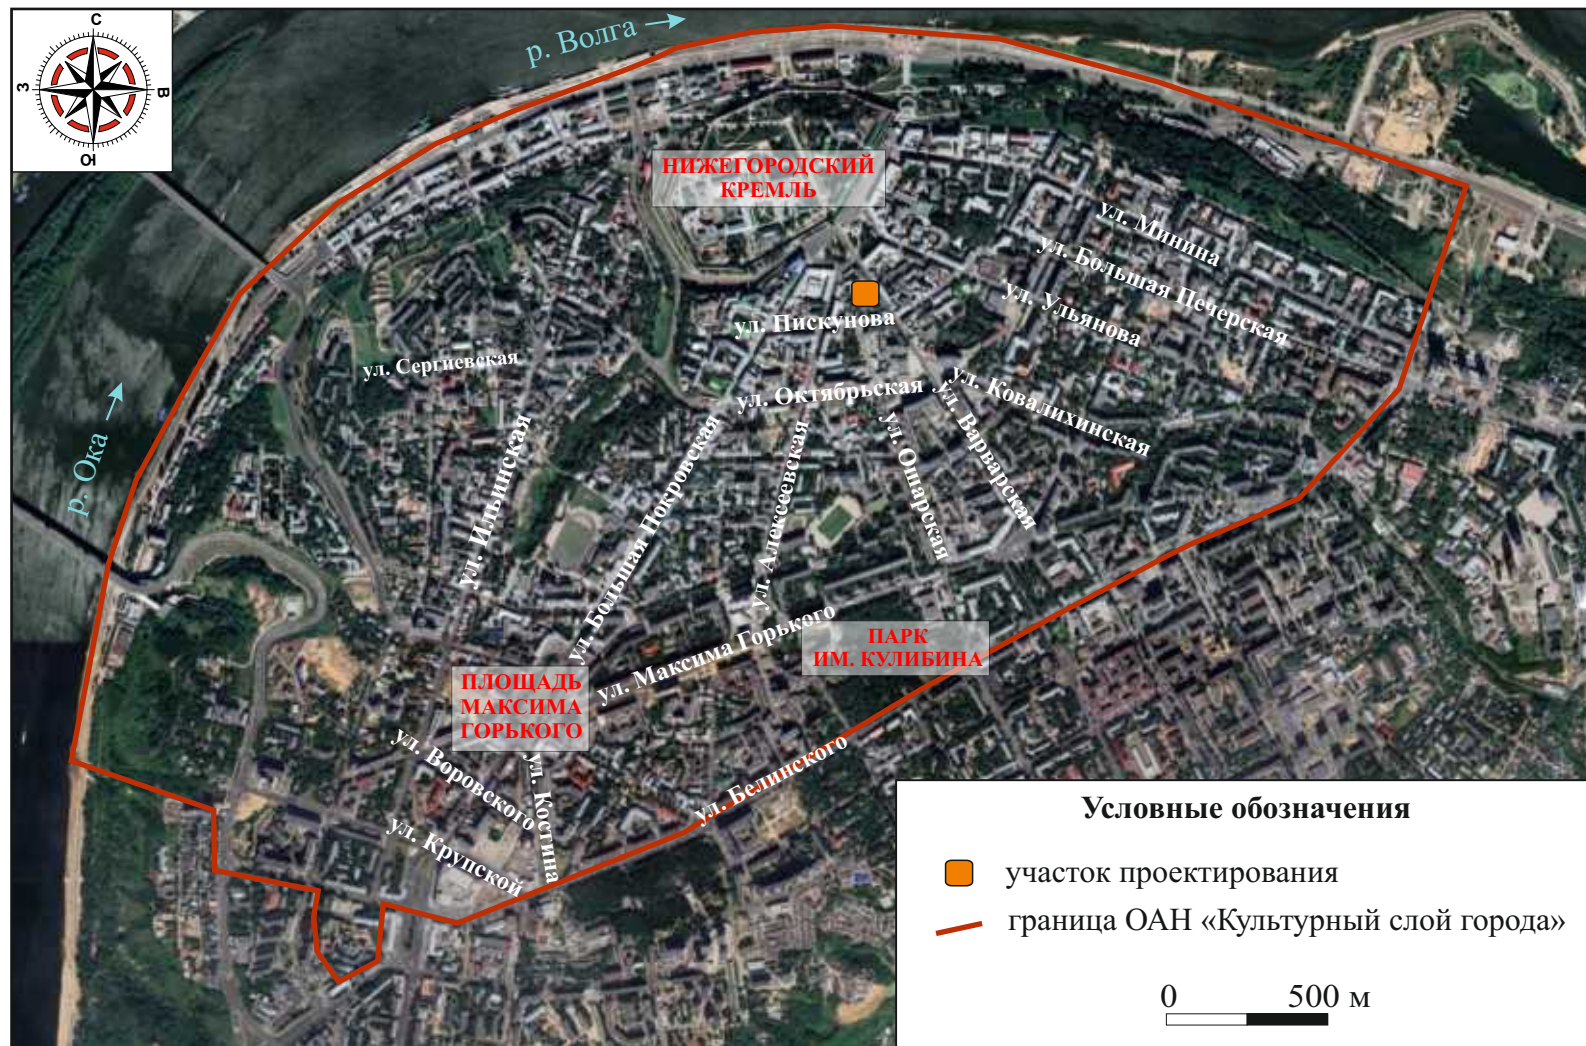 С
З
В
Ю
р. Волга
НИЖЕГОРОДСКИЙ
КРЕМЛЬ
ул. Минина
ул. Большая Печерская
ул. Ульянова
ул. Пискунова
ул. Сергиевская
ул. Октябрьская
ул. Ковалихинская
ул. Варварская
ул. Ошарская
р. Ока
ул. Ильинская
ул. Большая Покровская
ул. Алексеевская
ул. Максима Горького
ПАРК
ИМ. КУЛИБИНА
ПЛОЩАДЬ
МАКСИМА
ГОРЬКОГО
ул. Воровского
ул. Костина
ул. Белинского
ул. Крупской
Условные обозначения
участок проектирования
граница ОАН «Культурный слой города»
0 500 м